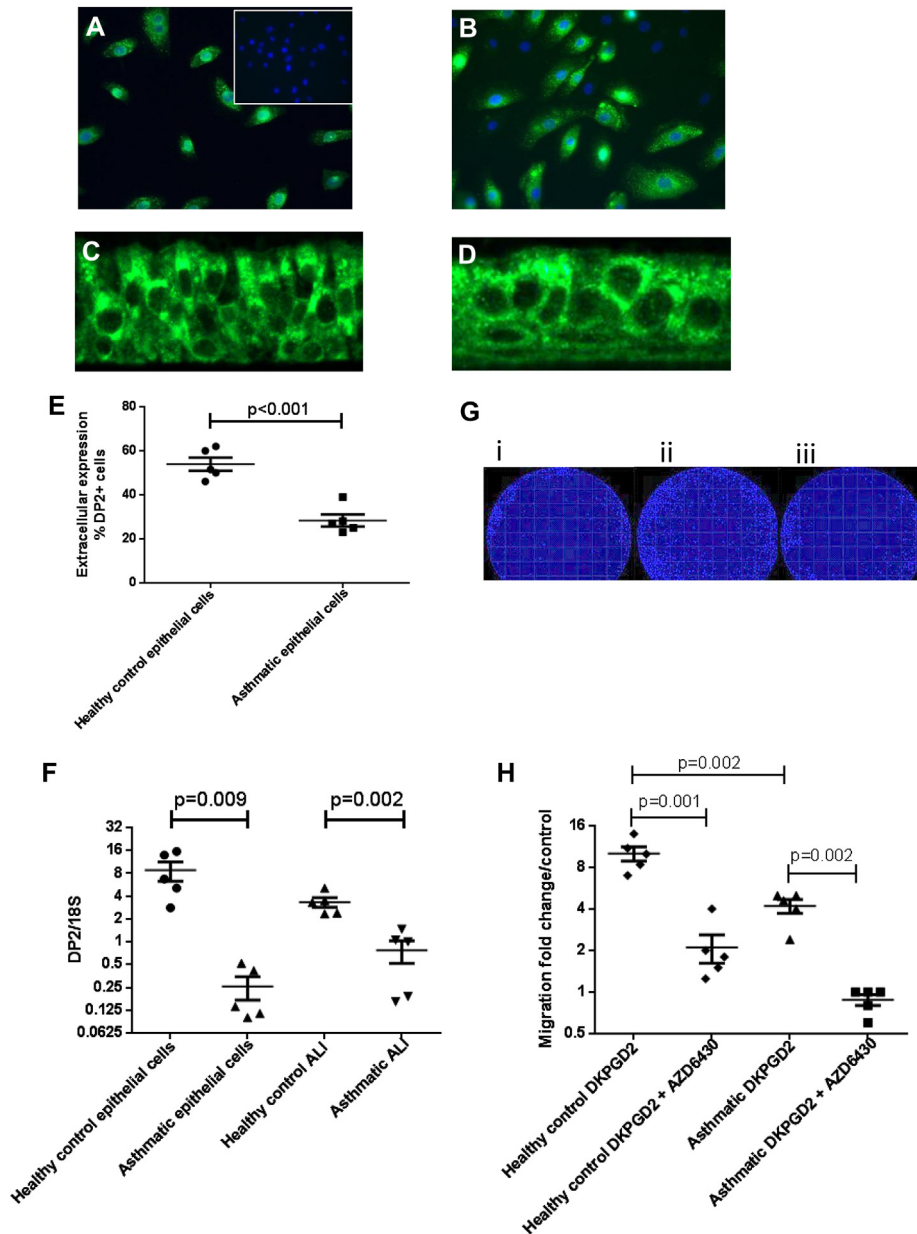 A
B
C
D
E
p<0.001
Extracellular expression
% DP2+ cells
80
60
40
20
0
Healthy control epithelial cells
Asthmatic epithelial cells
G
i
ii
iii
F
p=0.009
p=0.002
DP2/18S
32
16
8
4
2
1
0.5
0.25
0.125
0.0625
Healthy control epithelial cells
Asthmatic epithelial cells
Healthy control ALI
Asthmatic ALI
H
p=0.002
p=0.001
p=0.002
Migration fold change/control
16
8
4
2
1
0.5
Healthy control DKPGD2
Healthy control DKPGD2 + AZD6430
Asthmatic DKPGD2
Asthmatic DKPGD2 + AZD6430